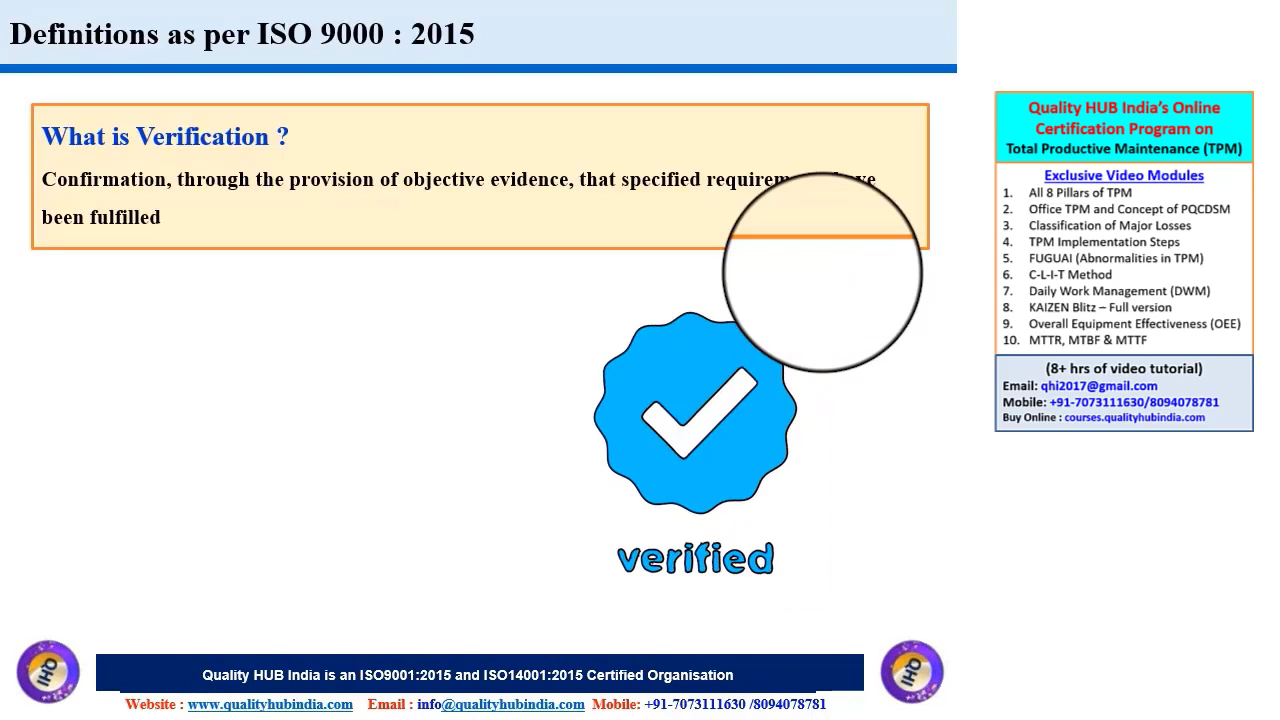 Definitions as per ISO 9000 : 2015
What is Verification ?
Confirmation, through the provision of objective evidence, that specified
been fulfilled
verified
Quality HUB India’s Online
Certification Program on
Total Productive Maintenance (TPM)
Exclusive Video Modules
1. All 8 Pillars of TPM
2. Office TPM and Concept of PQCDSM
3. Classification of Major Losses
4. TPM Implementation Steps
5. FUGUAI (Abnormalities in TPM)
6. C-L-I-T Method
7. Daily Work Management (DWM)
8. KAIZEN Blitz – Full version
9. Overall Equipment Effectiveness (OEE)
10. MTTR, MTBF & MTTF
(8+ hrs of video tutorial)
Email: qhi2017@gmail.com
Mobile: +91-7073111630/8094078781
Buy Online : courses.qualityhubindia.com
QHI
Quality HUB India is an ISO9001:2015 and ISO14001:2015 Certified Organisation
QHI
Website : www.qualityhubindia.com Email : info@qualityhubindia.com Mobile: +91-7073111630 /8094078781